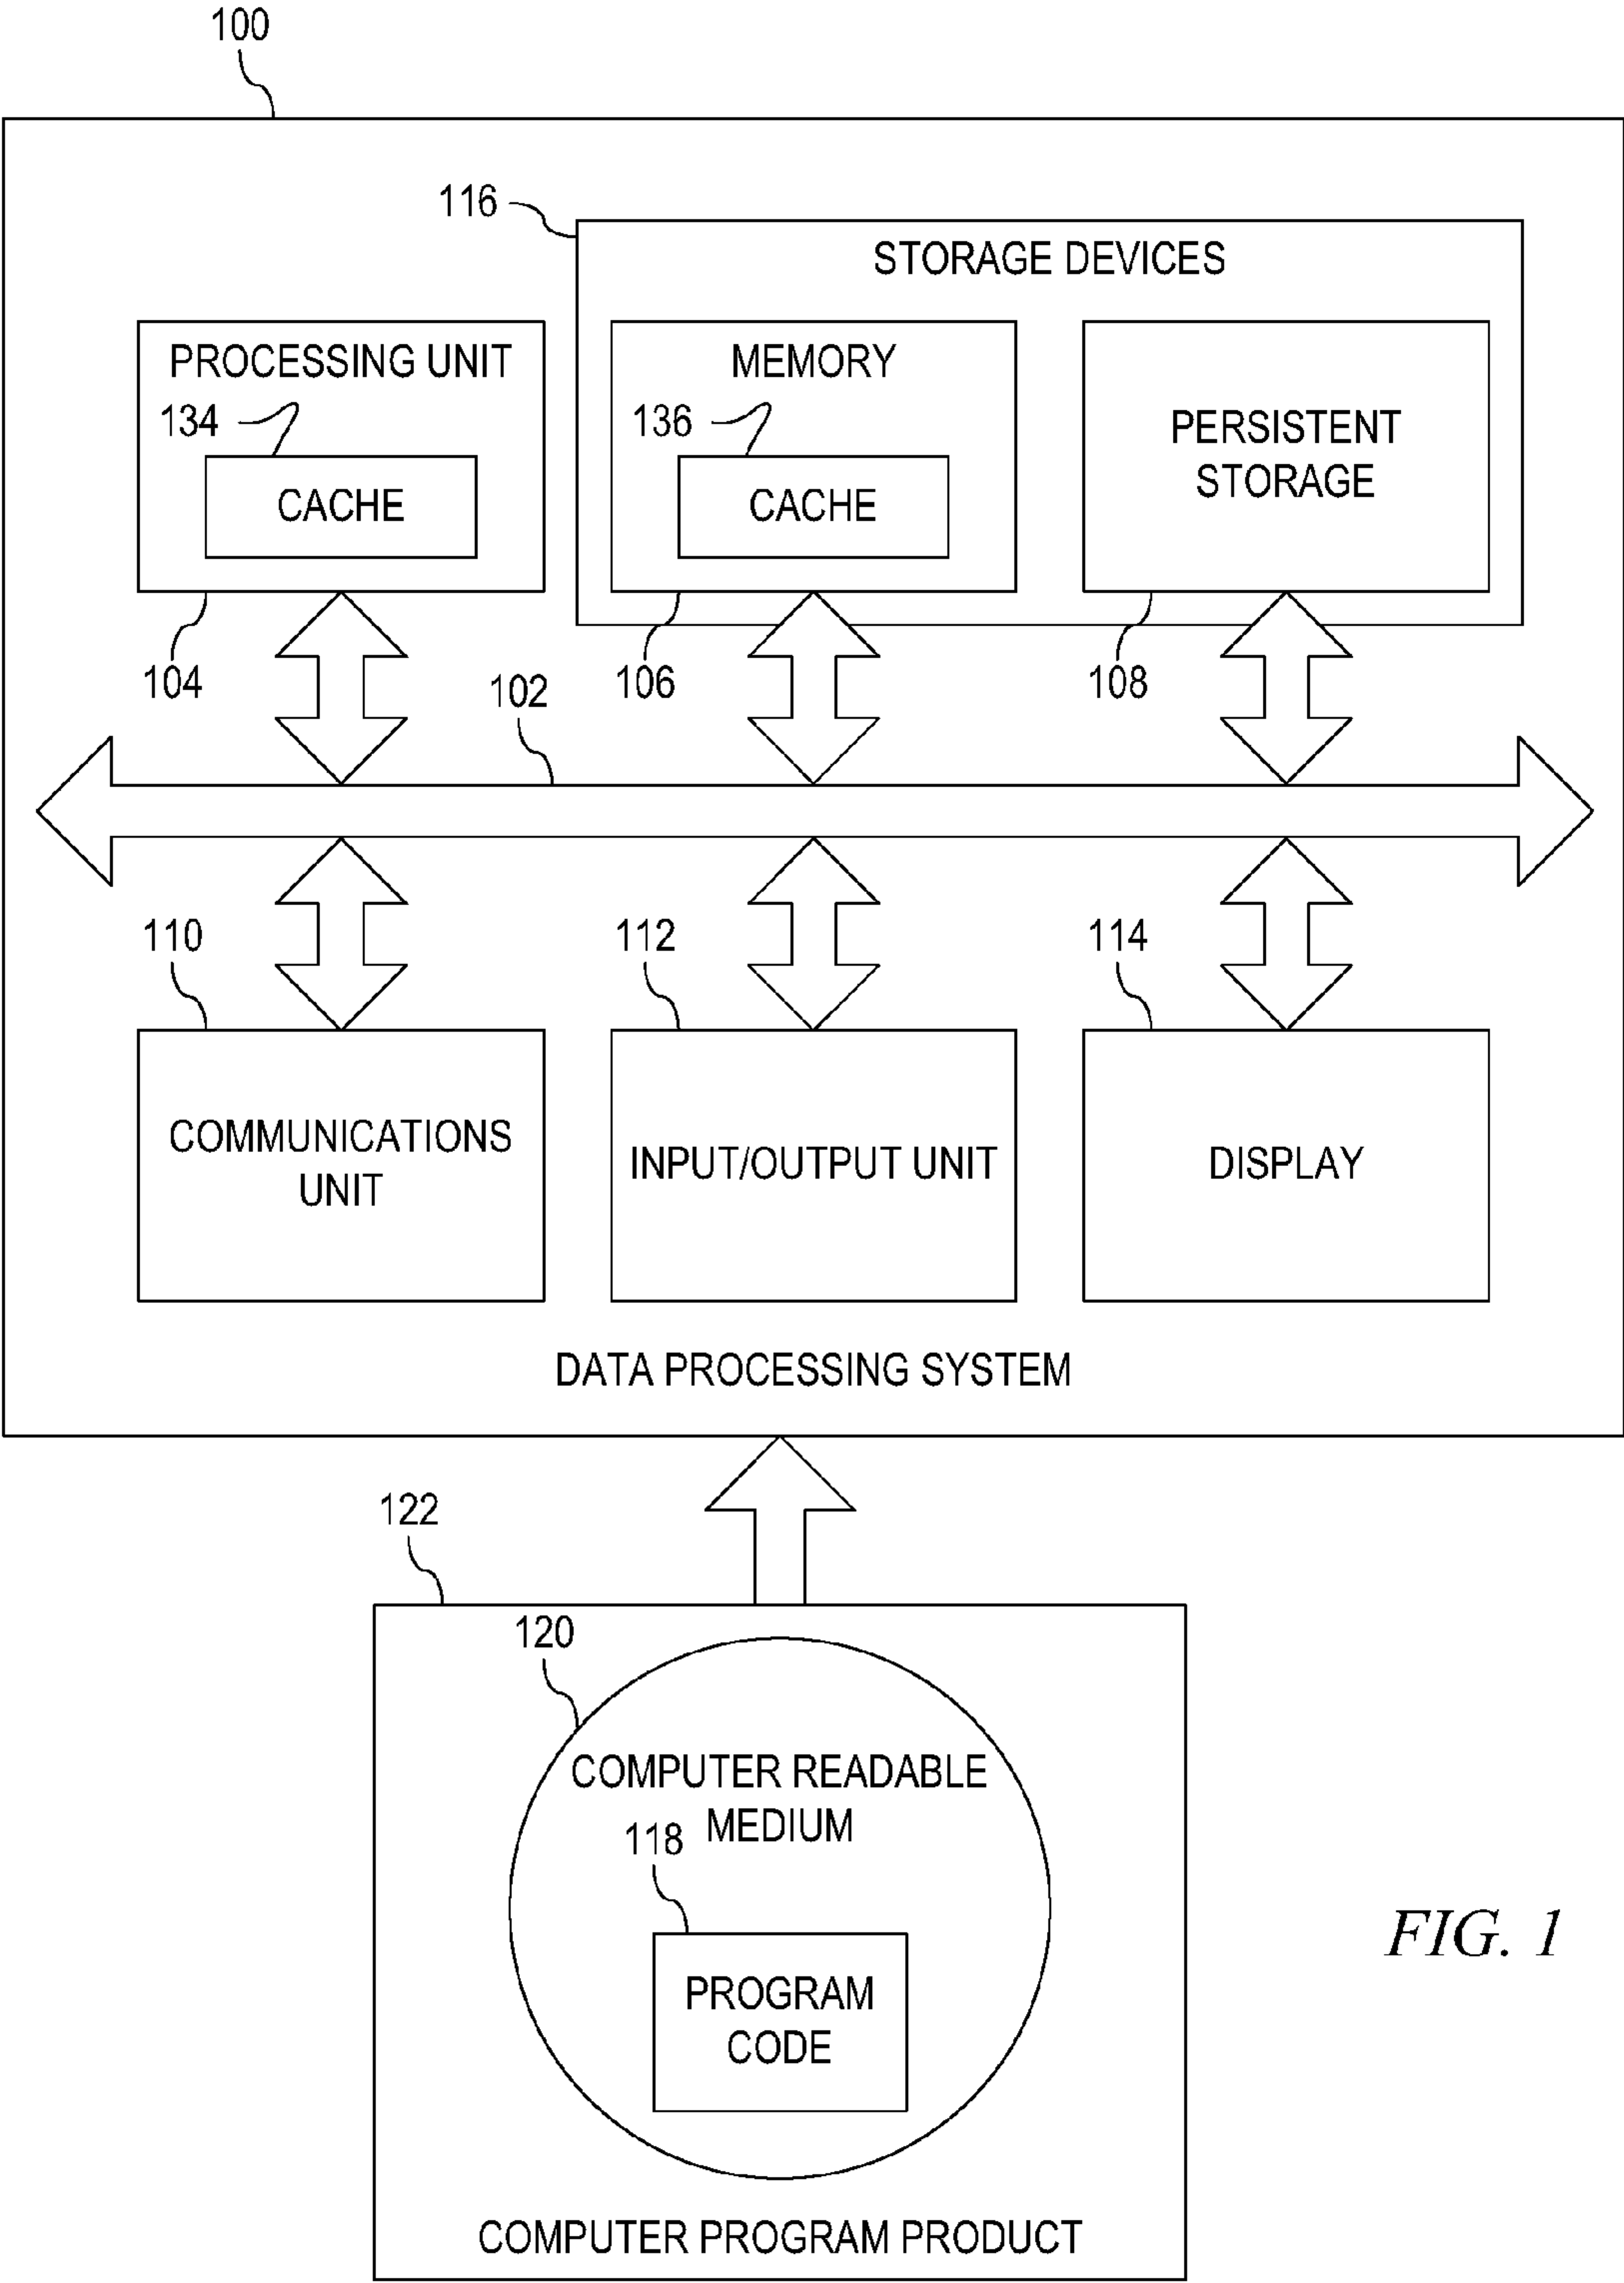 100
116
STORAGE DEVICES
PROCESSING UNIT
MEMORY
134
136
PERSISTENT
STORAGE
CACHE
CACHE
104
102
106
108
110
112
114
COMMUNICATIONS
UNIT
INPUT/OUTPUT UNIT
DISPLAY
DATA PROCESSING SYSTEM
122
120
COMPUTER READABLE
MEDIUM
118
PROGRAM
CODE
COMPUTER PROGRAM PRODUCT
FIG. 1